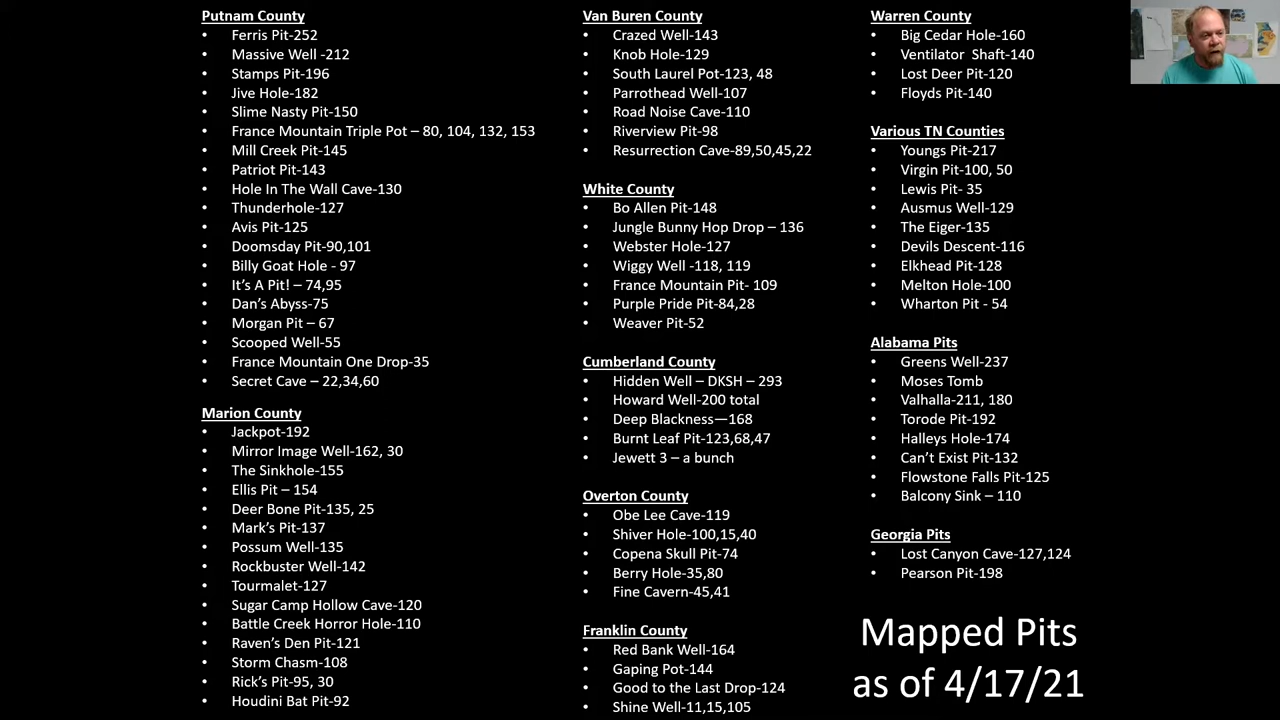 Putnam County
• Ferris Pit-252
• Massive Well -212
• Stamps Pit-196
• Jive Hole-182
• Slime Nasty Pit-150
• France Mountain Triple Pot – 80, 104, 132, 153
• Mill Creek Pit-145
• Patriot Pit-143
• Hole In The Wall Cave-130
• Thunderhole-127
• Avis Pit-125
• Doomsday Pit-90,101
• Billy Goat Hole - 97
• It’s A Pit! – 74,95
• Dan’s Abyss-75
• Morgan Pit – 67
• Scooped Well-55
• France Mountain One Drop-35
• Secret Cave – 22,34,60
Marion County
• Jackpot-192
• Mirror Image Well-162, 30
• The Sinkhole-155
• Ellis Pit – 154
• Deer Bone Pit-135, 25
• Mark’s Pit-137
• Possum Well-135
• Rockbuster Well-142
• Tourmalet-127
• Sugar Camp Hollow Cave-120
• Battle Creek Horror Hole-110
• Raven’s Den Pit-121
• Storm Chasm-108
• Rick’s Pit-95, 30
• Houdini Bat Pit-92
Van Buren County
• Crazed Well-143
• Knob Hole-129
• South Laurel Pot-123, 48
• Parrothead Well-107
• Road Noise Cave-110
• Riverview Pit-98
• Resurrection Cave-89,50,45,22
White County
• Bo Allen Pit-148
• Jungle Bunny Hop Drop – 136
• Webster Hole-127
• Wiggy Well -118, 119
• France Mountain Pit- 109
• Purple Pride Pit-84,28
• Weaver Pit-52
Cumberland County
• Hidden Well – DKSH – 293
• Howard Well-200 total
• Deep Blackness—168
• Burnt Leaf Pit-123,68,47
• Jewett 3 – a bunch
Overton County
• Obe Lee Cave-119
• Shiver Hole-100,15,40
• Copena Skull Pit-74
• Berry Hole-35,80
• Fine Cavern-45,41
Franklin County
• Red Bank Well-164
• Gaping Pot-144
• Good to the Last Drop-124
• Shine Well-11,15,105
Warren County
• Big Cedar Hole-160
• Ventilator Shaft-140
• Lost Deer Pit-120
• Floyds Pit-140
Various TN Counties
• Youngs Pit-217
• Virgin Pit-100, 50
• Lewis Pit- 35
• Ausmus Well-129
• The Eiger-135
• Devils Descent-116
• Elkhead Pit-128
• Melton Hole-100
• Wharton Pit - 54
Alabama Pits
• Greens Well-237
• Moses Tomb
• Valhalla-211, 180
• Torode Pit-192
• Halleys Hole-174
• Can’t Exist Pit-132
• Flowstone Falls Pit-125
• Balcony Sink – 110
Georgia Pits
• Lost Canyon Cave-127,124
• Pearson Pit-198
Mapped Pits
as of 4/17/21